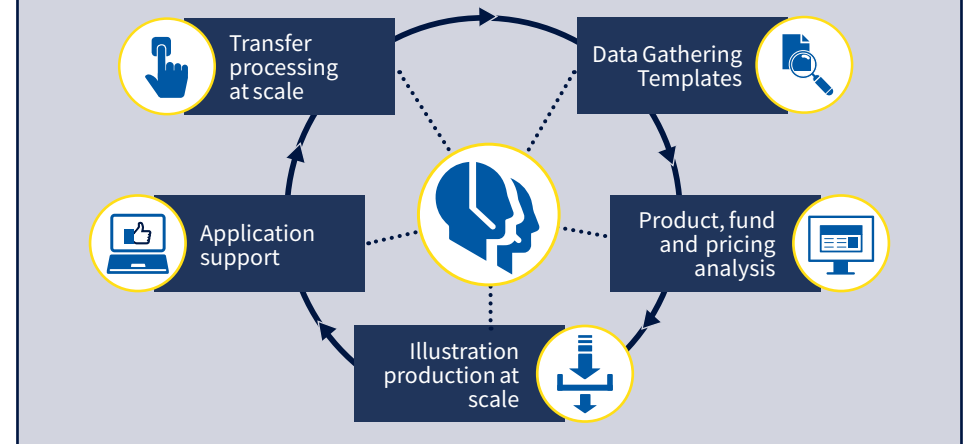 Transfer
processing
at scale
Data Gathering
Templates
Product, fund
and pricing
analysis
Illustration
production at
scale
Application
support